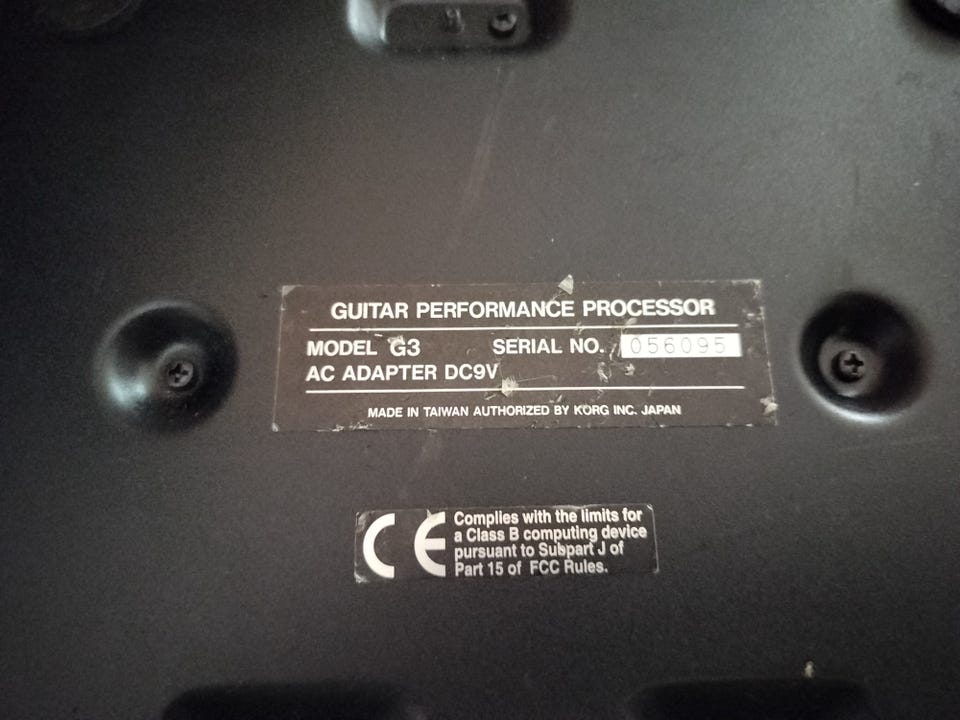 GUITAR PERFORMANCE PROCESSOR
MODEL G3 SERIAL NO. 056095
AC ADAPTER DC9V
MADE IN TAIWAN AUTHORIZED BY KORG INC. JAPAN
CE Complies with the limits for
a Class B computing device
pursuant to Subpart J of
Part 15 of FCC Rules.